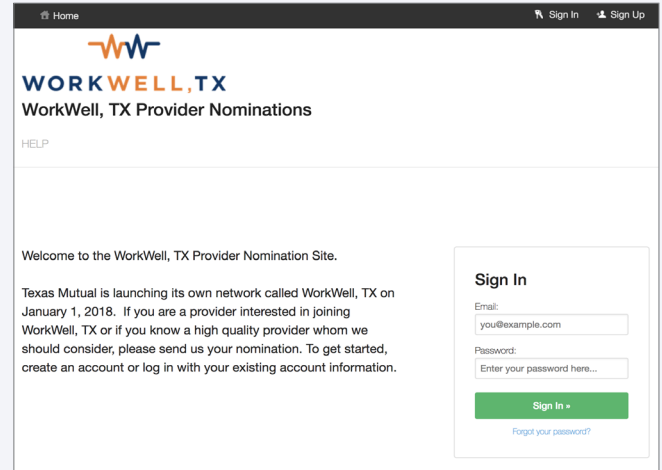 Home
Sign In
Sign Up
WORKWELL,TX
WorkWell, TX Provider Nominations
HELP
Welcome to the WorkWell, TX Provider Nomination Site.
Texas Mutual is launching its own network called WorkWell, TX on
January 1, 2018. If you are a provider interested in joining
WorkWell, TX or if you know a high quality provider whom we
should consider, please send us your nomination. To get started,
create an account or log in with your existing account information.
Sign In
Email:
you@example.com
Password:
Enter your password here...
Sign In »
Forgot your password?